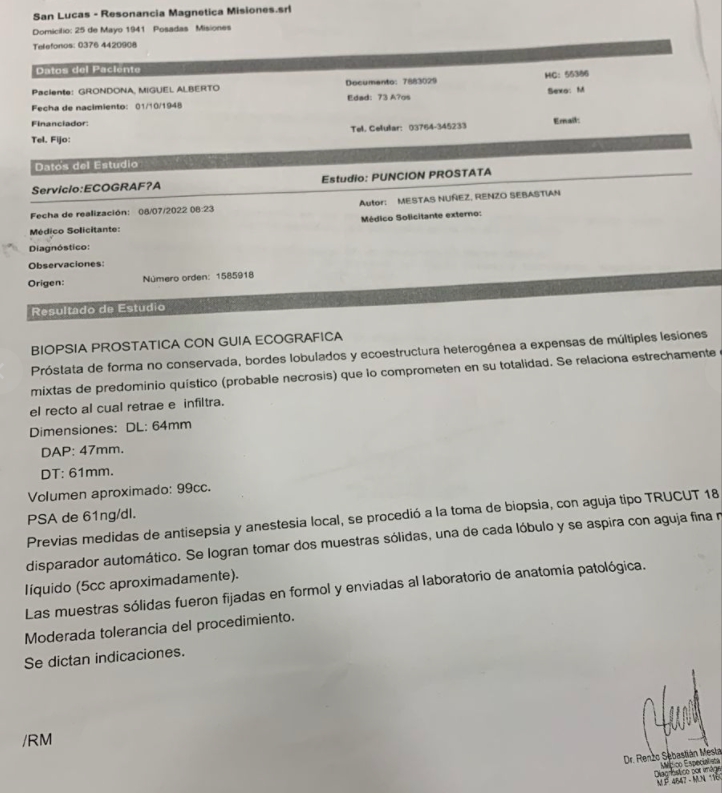 San Lucas - Resonancia Magnetica Misiones.srl
Domicilio: 25 de Mayo 1941 Posadas Misiones
Telefonos: 0376 4420908
Datos del Paciente
Paciente: GRONDONA, MIGUEL ALBERTO Documento: 7883029 HC: 55386
Fecha de nacimiento: 01/10/1948 Edad: 73 A?os Sexo: M
Financiador:
Tel. Fijo: Tel. Celular: 03764-345233 Email:
Datos del Estudio
Servicio:ECOGRAF?A Estudio: PUNCION PROSTATA
Fecha de realización: 08/07/2022 08:23 Autor: MESTAS NUÑEZ, RENZO SEBASTIAN
Médico Solicitante: Médico Solicitante externo:
Diagnóstico:
Observaciones:
Origen: Número orden: 1585918
Resultado de Estudio
BIOPSIA PROSTATICA CON GUIA ECOGRAFICA
Próstata de forma no conservada, bordes lobulados y ecoestructura heterogénea a expensas de múltiples lesiones
mixtas de predominio quístico (probable necrosis) que lo comprometen en su totalidad. Se relaciona estrechamente
el recto al cual retrae e infiltra.
Dimensiones: DL: 64mm
DAP: 47mm.
DT: 61mm.
Volumen aproximado: 99cc.
PSA de 61ng/dl.
Previas medidas de antisepsia y anestesia local, se procedió a la toma de biopsia, con aguja tipo TRUCUT 18
disparador automático. Se logran tomar dos muestras sólidas, una de cada lóbulo y se aspira con aguja fina
líquido (5cc aproximadamente).
Las muestras sólidas fueron fijadas en formol y enviadas al laboratorio de anatomía patológica.
Moderada tolerancia del procedimiento.
Se dictan indicaciones.
/RM
Dr. Renzo Sebastián
Médico Especialista
Diagnóstico por
M.P. 4647 - M.N.